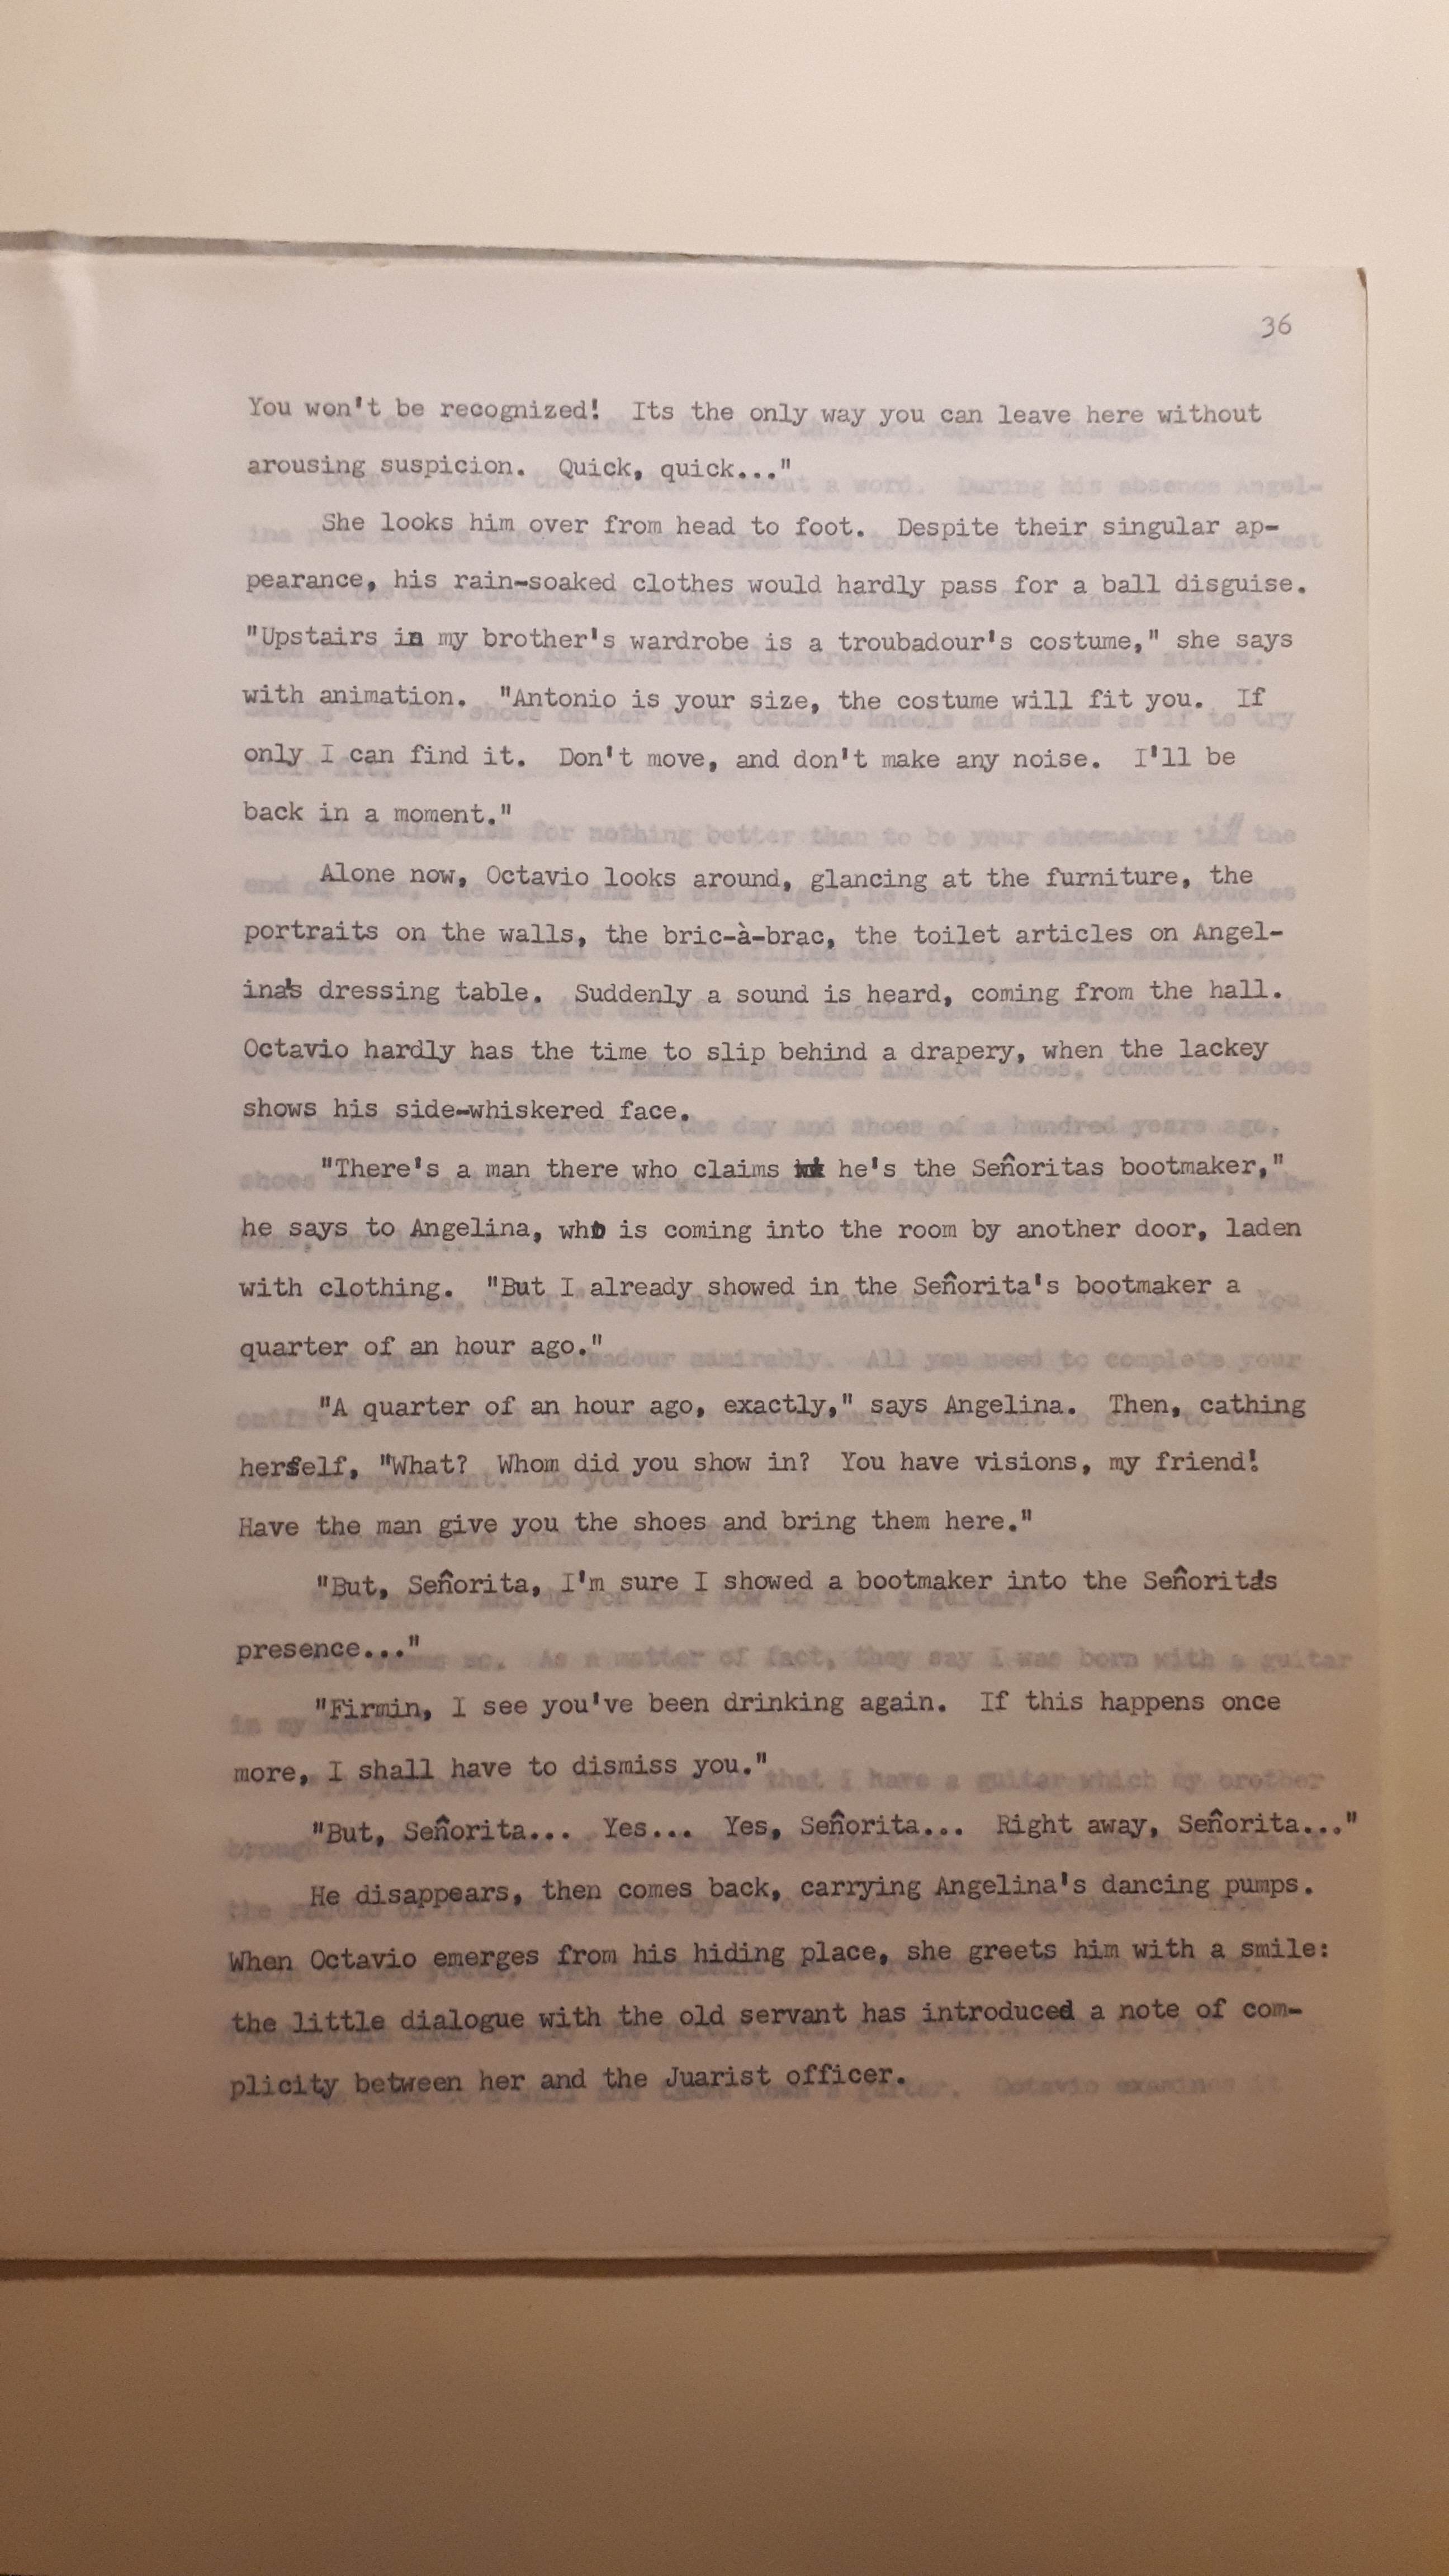 36
You won't be recognized! Its the only way you can leave here without
arousing suspicion. Quick, quick..."
She looks him over from head to foot. Despite their singular ap-
pearance, his rain-soaked clothes would hardly pass for a ball disguise.
"Upstairs in my brother's wardrobe is a troubadour's costume," she says
with animation. "Antonio is your size, the costume will fit you. If
only I can find it. Don't move, and don't make any noise. I'll be
back in a moment."
Alone now, Octavio looks around, glancing at the furniture, the
portraits on the walls, the bric-à-brac, the toilet articles on Angel-
ina's dressing table. Suddenly a sound is heard, coming from the hall.
Octavio hardly has the time to slip behind a drapery, when the lackey
shows his side-whiskered face.
"There's a man there who claims he's the Señoritas bootmaker,"
he says to Angelina, who is coming into the room by another door, laden
with clothing. "But I already showed in the Señorita's bootmaker a
quarter of an hour ago."
"A quarter of an hour ago, exactly," says Angelina. Then, cathing
herself, "What? Whom did you show in? You have visions, my friend!
Have the man give you the shoes and bring them here."
"But, Señorita, I'm sure I showed a bootmaker into the Señorita's
presence..."
"Firmin, I see you've been drinking again. If this happens once
more, I shall have to dismiss you."
"But, Señorita... Yes... Yes, Señorita... Right away, Señorita..."
He disappears, then comes back, carrying Angelina's dancing pumps.
When Octavio emerges from his hiding place, she greets him with a smile:
the little dialogue with the old servant has introduced a note of com-
plicity between her and the Juarist officer.